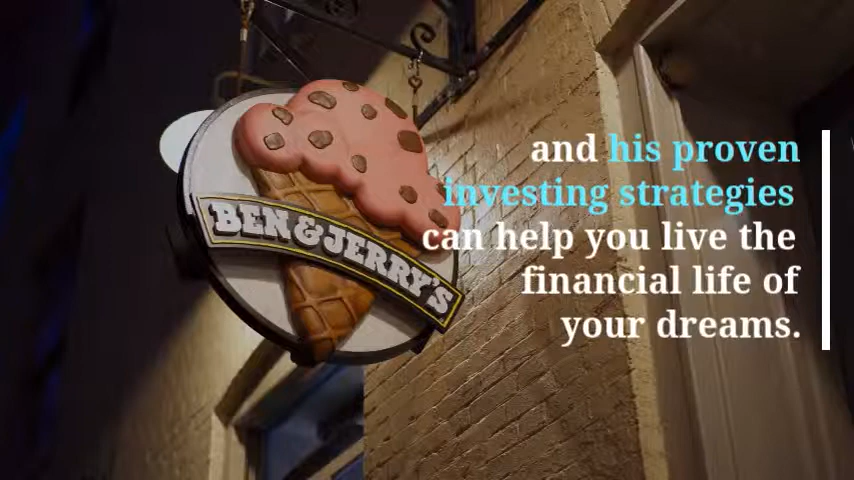 BEN & JERRY'S
and his proven
investing strategies
can help you live the
financial life of
your dreams.